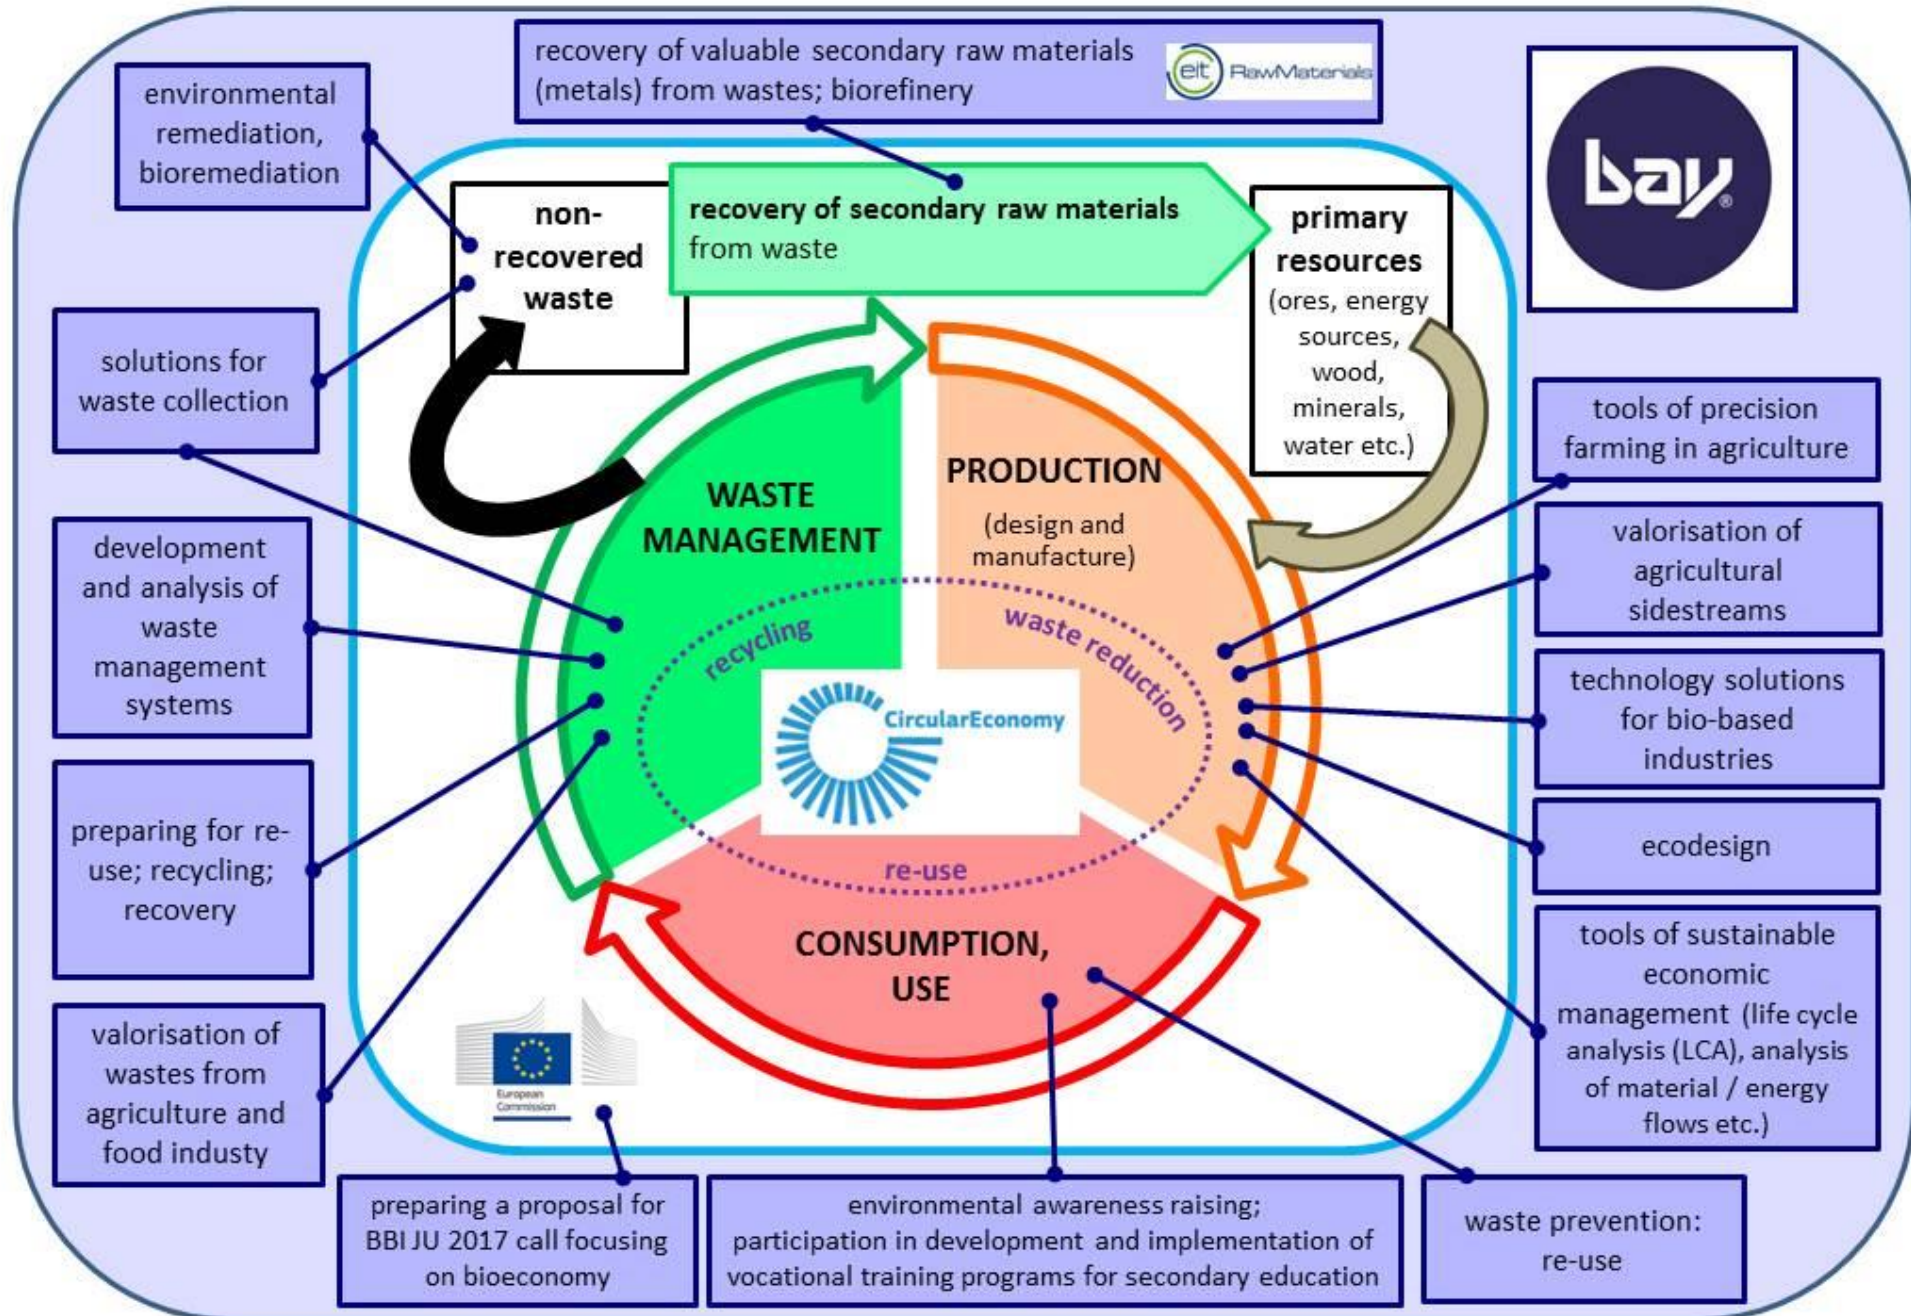 recovery of valuable secondary raw materials
(metals) from wastes; biorefinery
eit RawMaterials
environmental
remediation,
bioremediation
bay®
non-
recovered
waste
recovery of secondary raw materials
from waste
primary
resources
(ores, energy
sources,
wood,
minerals,
water etc.)
solutions for
waste collection
tools of precision
farming in agriculture
WASTE
MANAGEMENT
PRODUCTION
(design and
manufacture)
development
and analysis of
waste
management
systems
valorisation of
agricultural
sidestreams
recycling
waste reduction
technology solutions
for bio-based
industries
CircularEconomy
preparing for re-
use; recycling;
recovery
ecodesign
re-use
CONSUMPTION,
USE
tools of sustainable
economic
management (life cycle
analysis (LCA), analysis
of material / energy
flows etc.)
valorisation of
wastes from
agriculture and
food industy
European
Commission
preparing a proposal for
BBI JU 2017 call focusing
on bioeconomy
environmental awareness raising;
participation in development and implementation of
vocational training programs for secondary education
waste prevention:
re-use